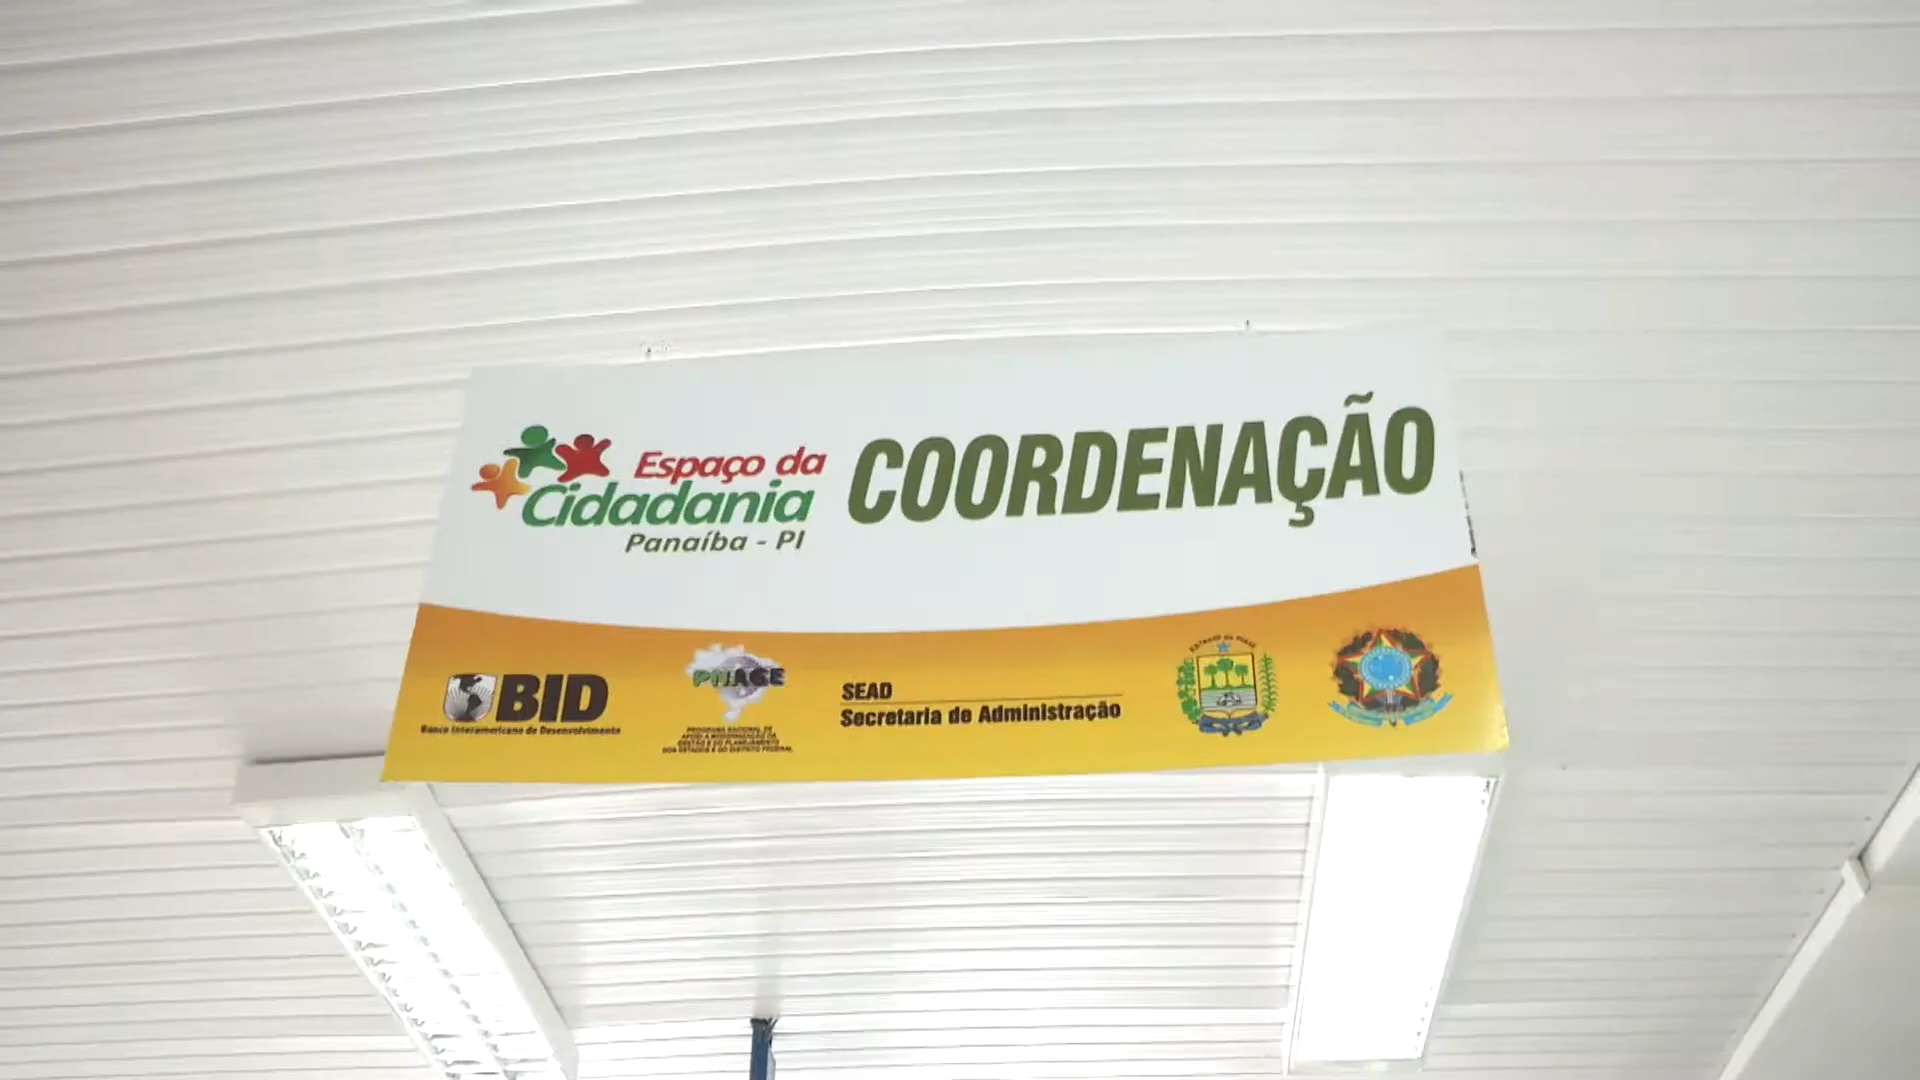 Espaço da
Cidadania
Panaíba - PI
COORDENAÇÃO
BID
Banco Interamericano de Desenvolvimento
PNAGE
PROGRAMA NACIONAL DE
APOIO A MODERNIZAÇÃO DA
GESTÃO E DO PLANEJAMENTO
DOS ESTADOS E DO DISTRITO FEDERAL
SEAD
Secretaria de Administração
ESTADO DO PIAUÍ